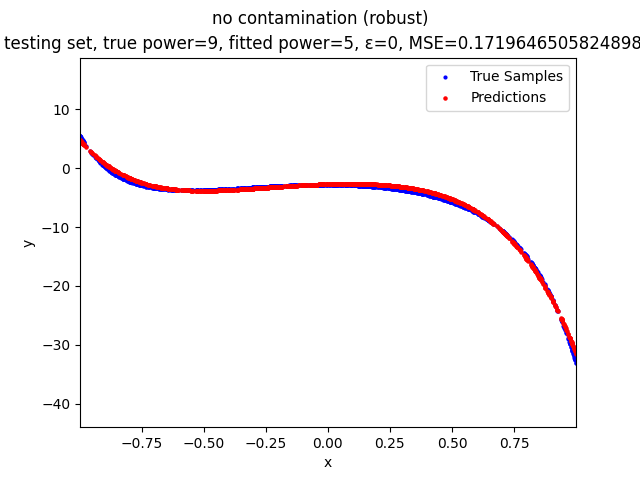 no contamination (robust)
testing set, true power=9, fitted power=5, ε=0, MSE=0.1719646505824898
True Samples
Predictions
10
0
−10
−20
−30
−40
y
−0.75
−0.50
−0.25
0.00
0.25
0.50
0.75
x